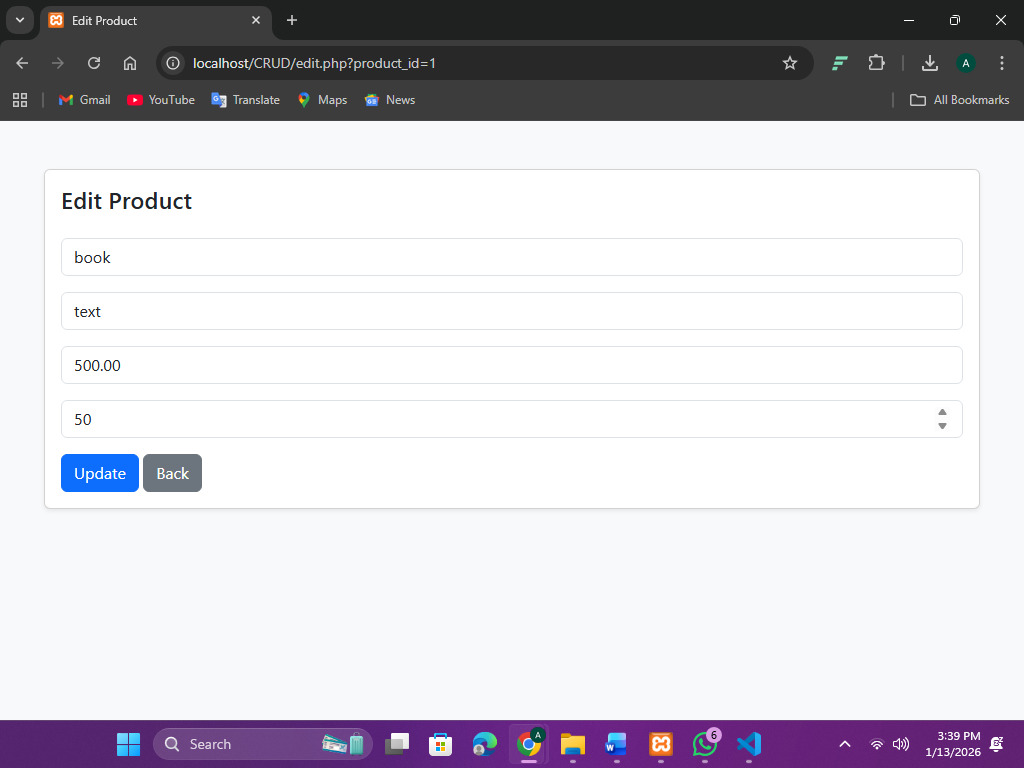 Edit Product
localhost/CRUD/edit.php?product_id=1
A
Gmail
YouTube
Translate
Maps
News
All Bookmarks
Edit Product
book
text
500.00
50
Update
Back
Search
A
6
3:39 PM
1/13/2026